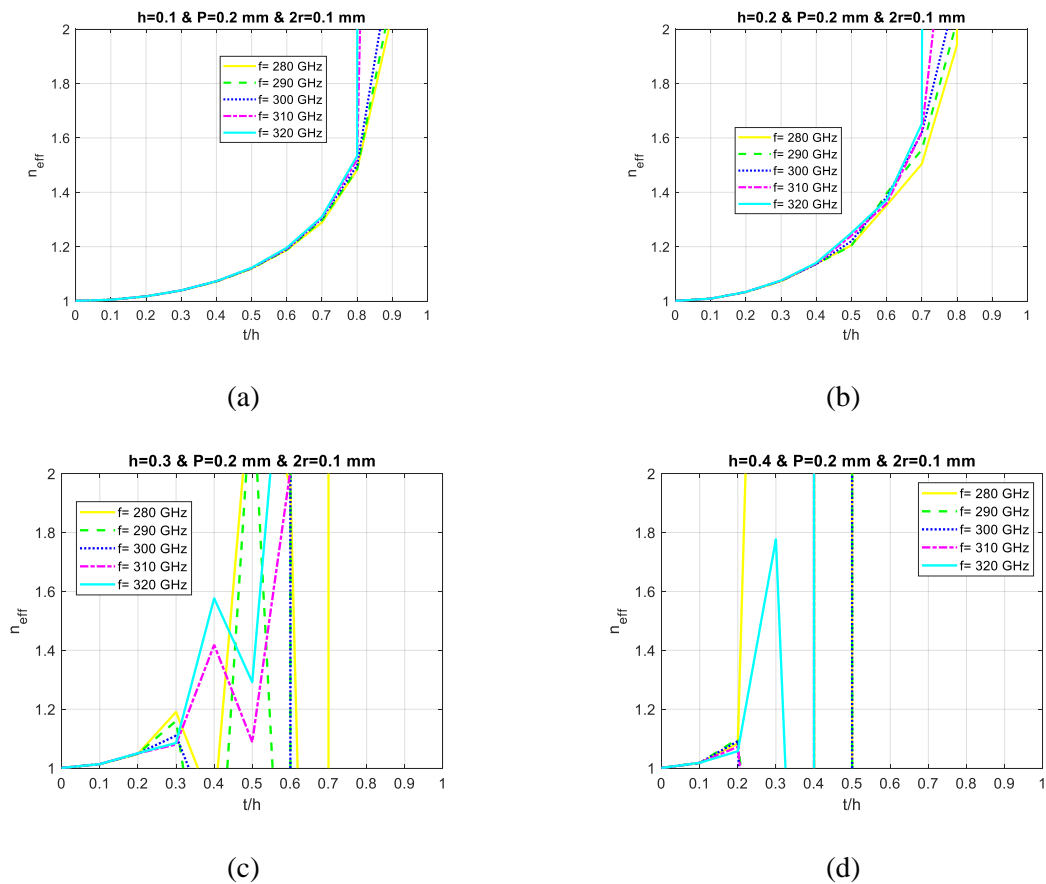 h=0.1 & P=0.2 mm & 2r=0.1 mm
2
1.8
1.6
1.4
1.2
1
n_eff
f= 280 GHz
f= 290 GHz
f= 300 GHz
f= 310 GHz
f= 320 GHz
0 0.1 0.2 0.3 0.4 0.5 0.6 0.7 0.8 0.9 1
t/h
(a)
h=0.2 & P=0.2 mm & 2r=0.1 mm
2
1.8
1.6
1.4
1.2
1
n_eff
f= 280 GHz
f= 290 GHz
f= 300 GHz
f= 310 GHz
f= 320 GHz
0 0.1 0.2 0.3 0.4 0.5 0.6 0.7 0.8 0.9 1
t/h
(b)
h=0.3 & P=0.2 mm & 2r=0.1 mm
2
1.8
1.6
1.4
1.2
1
n_eff
f= 280 GHz
f= 290 GHz
f= 300 GHz
f= 310 GHz
f= 320 GHz
0 0.1 0.2 0.3 0.4 0.5 0.6 0.7 0.8 0.9 1
t/h
(c)
h=0.4 & P=0.2 mm & 2r=0.1 mm
2
1.8
1.6
1.4
1.2
1
n_eff
f= 280 GHz
f= 290 GHz
f= 300 GHz
f= 310 GHz
f= 320 GHz
0 0.1 0.2 0.3 0.4 0.5 0.6 0.7 0.8 0.9 1
t/h
(d)